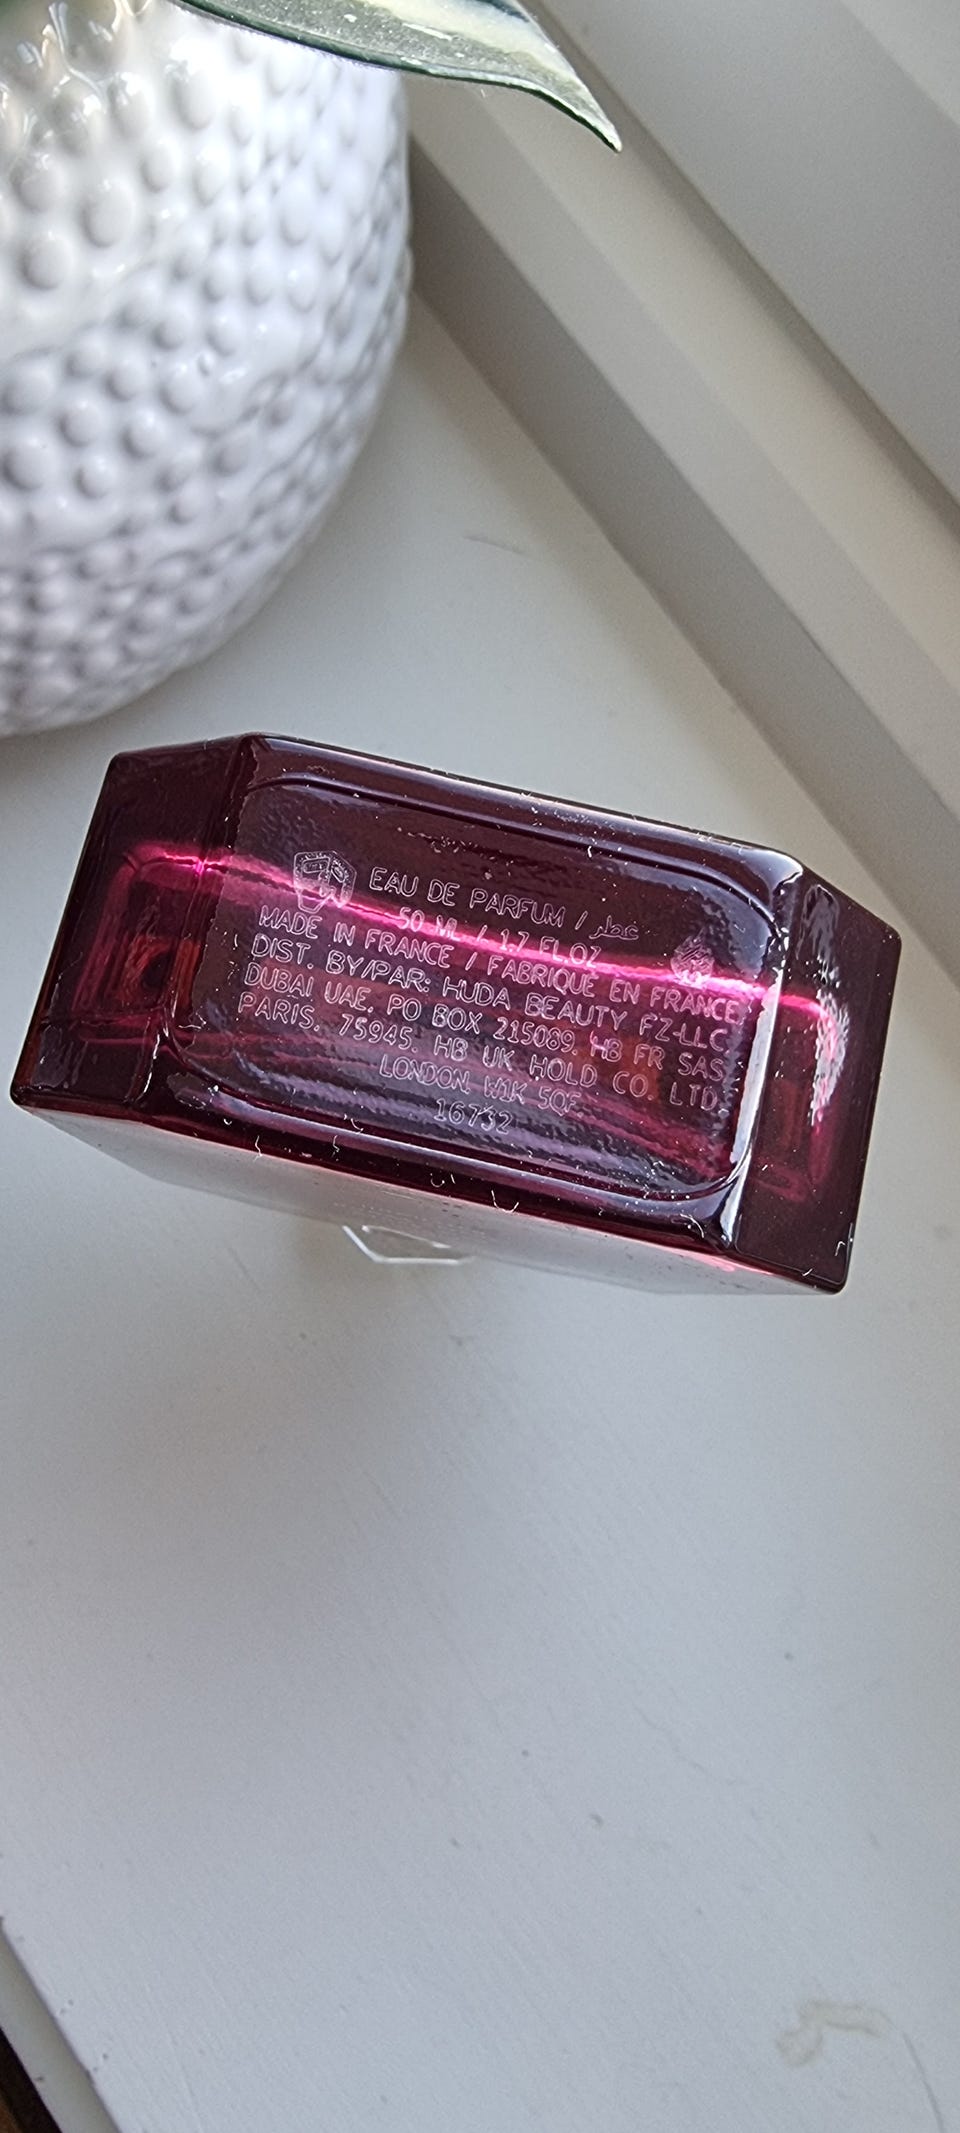 EAU DE PARFUM / عطر
50 ML / 1.7 FL.OZ
MADE IN FRANCE / FABRIQUÉ EN FRANCE.
DIST. BY/PAR: HUDA BEAUTY FZ-LLC,
DUBAI UAE. PO BOX 215089. HB FR SAS,
PARIS. 75945. HB UK HOLD CO. LTD.
LONDON. W1K 5QF.
16732